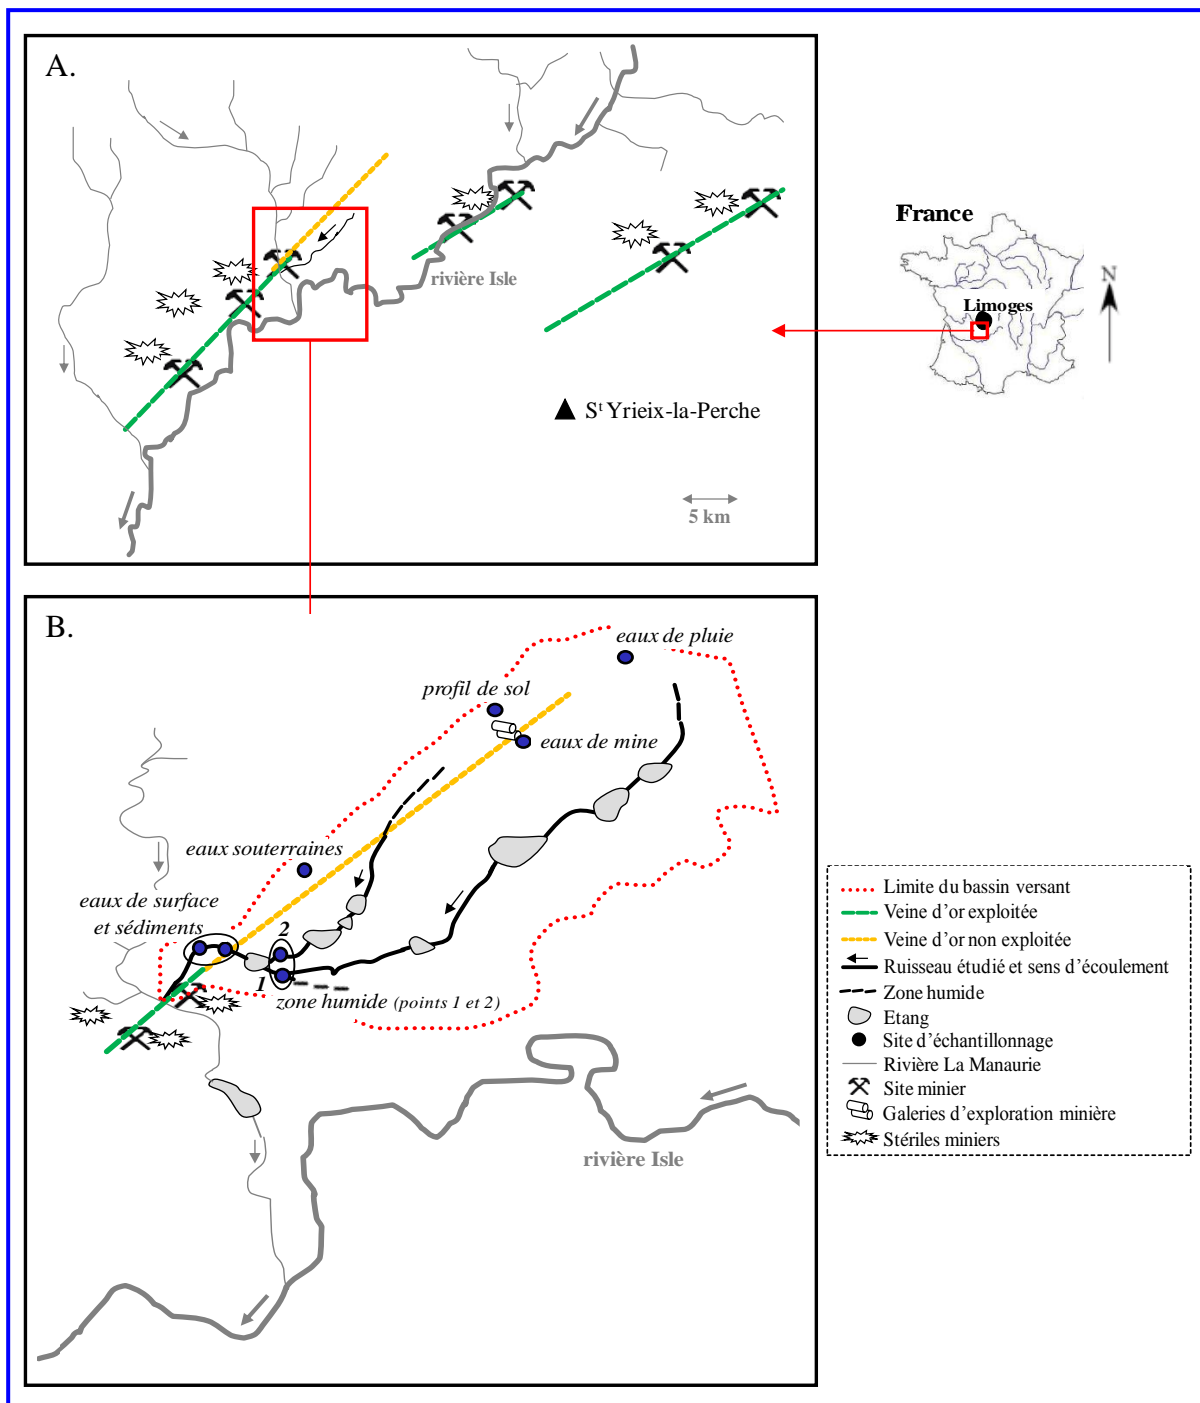 A.
rivière Isle
Sᵗ Yrieix-la-Perche
5 km
France
Limoges
N
B.
eaux de pluie
profil de sol
eaux de mine
eaux souterraines
eaux de surface
et sédiments
2
1
zone humide (points 1 et 2)
rivière Isle
Limite du bassin versant
Veine d'or exploitée
Veine d'or non exploitée
Ruisseau étudié et sens d'écoulement
Zone humide
Etang
Site d'échantillonnage
Rivière La Manaurie
Site minier
Galeries d'exploration minière
Stériles miniers